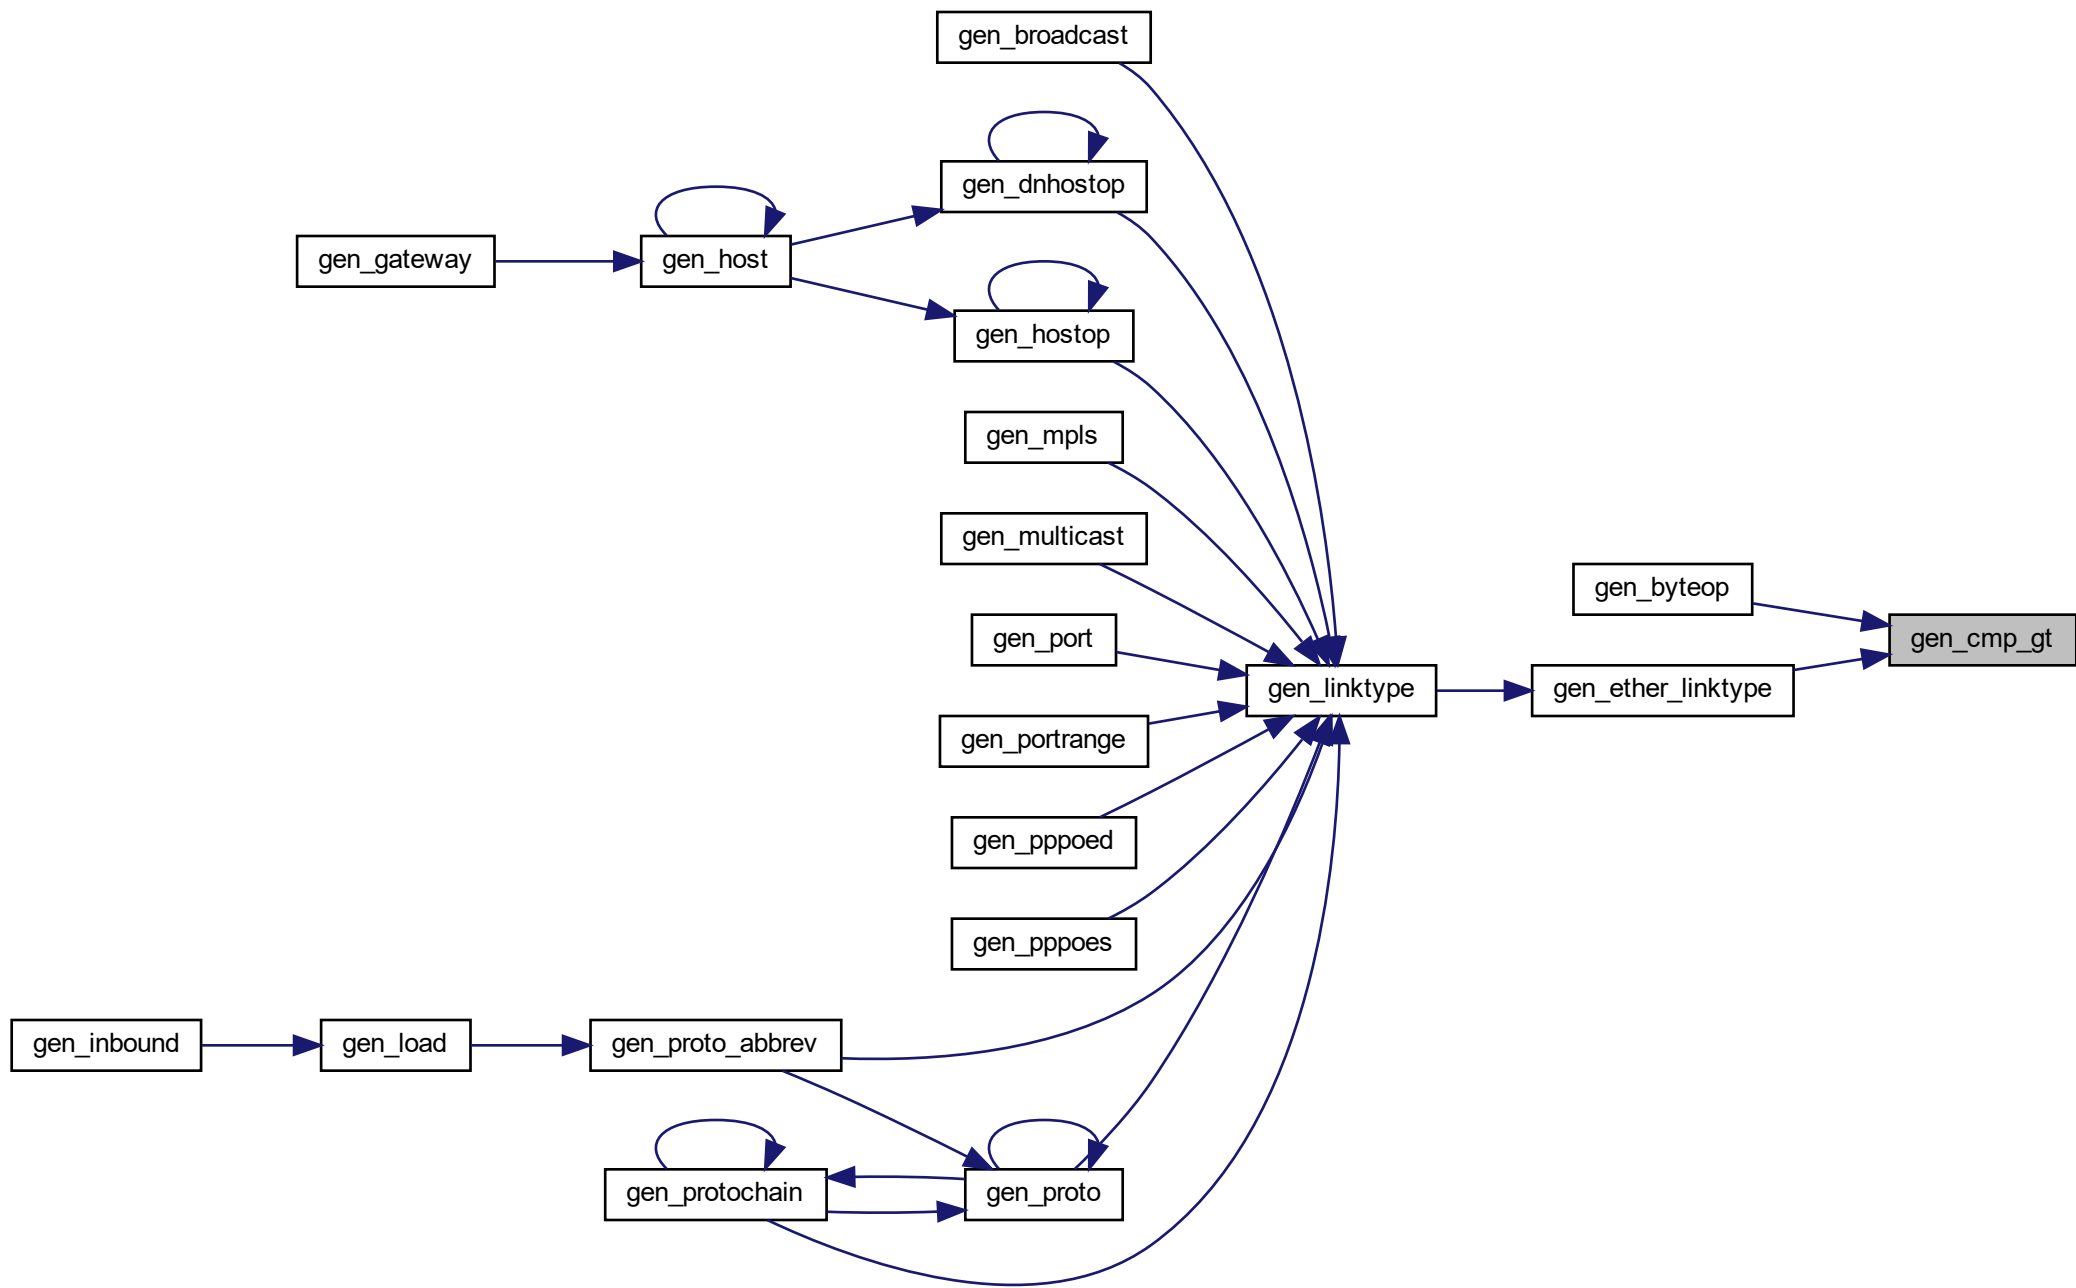 gen_broadcast
gen_dnhostop
gen_gateway
gen_host
gen_hostop
gen_mpls
gen_multicast
gen_byteop
gen_port
gen_cmp_gt
gen_linktype
gen_ether_linktype
gen_portrange
gen_pppoed
gen_pppoes
gen_inbound
gen_load
gen_proto_abbrev
gen_protochain
gen_proto